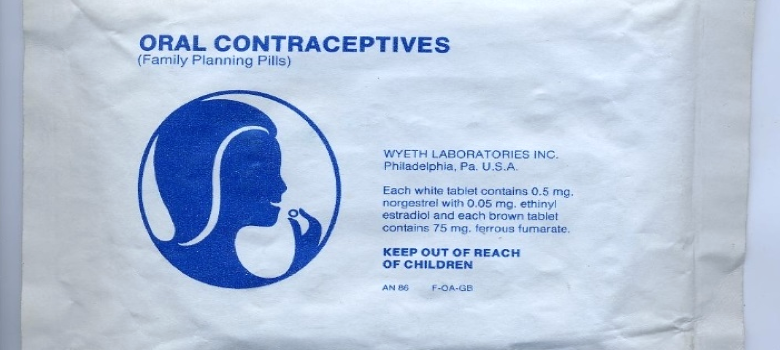 ORAL CONTRACEPTIVES
(Family Planning Pills)
WYETH LABORATORIES INC.
Philadelphia, Pa. U.S.A.
Each white tablet contains 0.5 mg.
norgestrel with 0.05 mg. ethinyl
estradiol and each brown tablet
contains 75 mg. ferrous fumarate.
KEEP OUT OF REACH
OF CHILDREN
AN 86 F-OA-GB